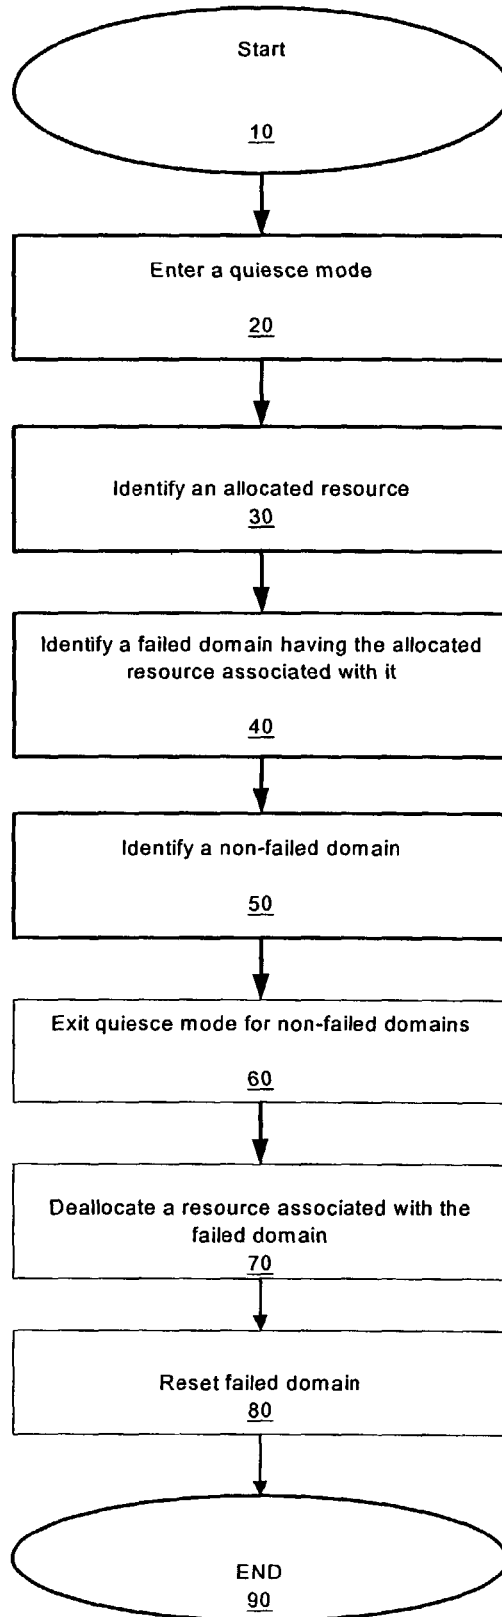 Start
10
Enter a quiesce mode
20
Identify an allocated resource
30
Identify a failed domain having the allocated
resource associated with it
40
Identify a non-failed domain
50
Exit quiesce mode for non-failed domains
60
Deallocate a resource associated with the
failed domain
70
Reset failed domain
80
END
90